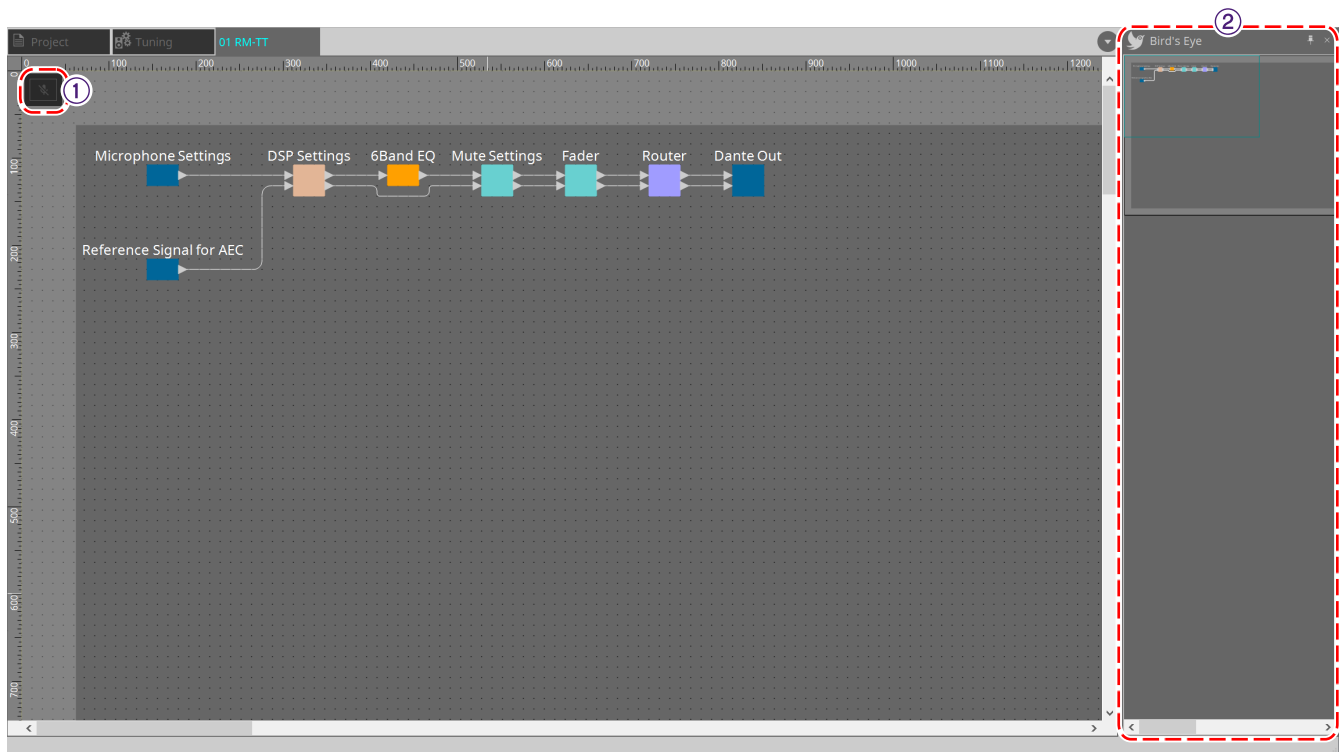 ②
Project
Tuning
01 RM-TT
Bird's Eye
0 100 200 300 400 500 600 700 800 900 1000 1100 1200
①
0
100
200
300
400
500
600
700
Microphone Settings DSP Settings 6Band EQ Mute Settings Fader Router Dante Out
Reference Signal for AEC